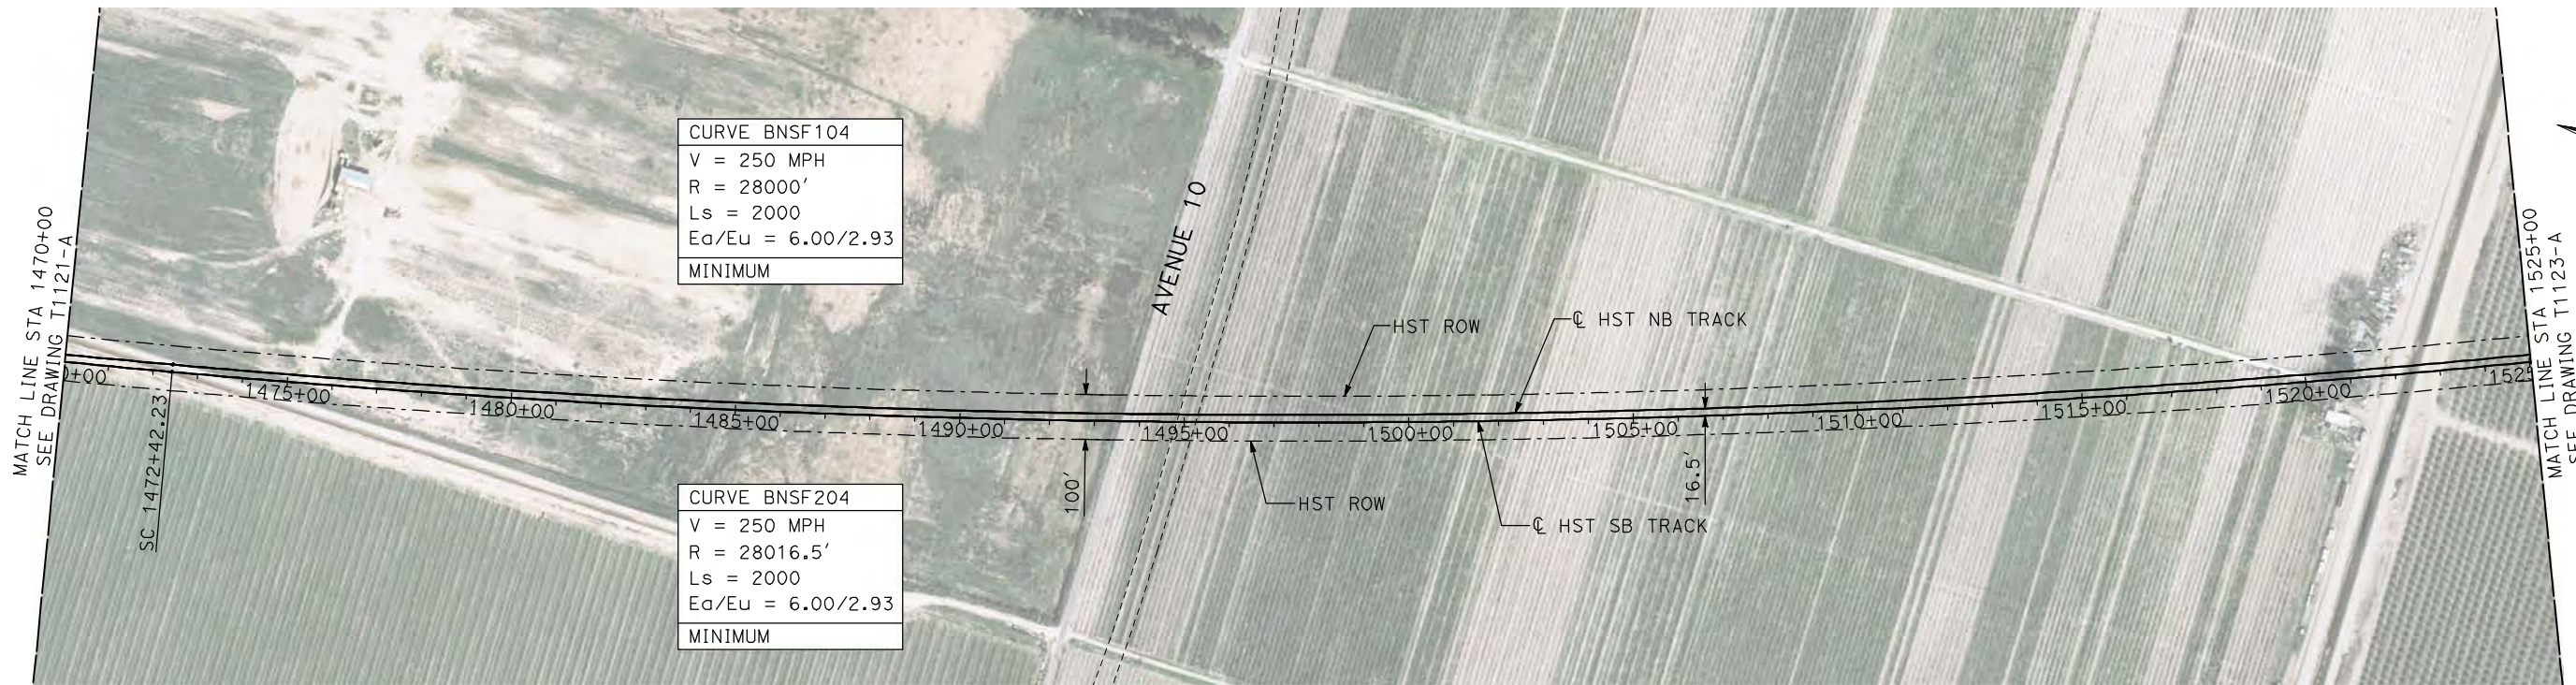 MATCH LINE STA 1470+00
SEE DRAWING T1121-A
CURVE BNSF104
V = 250 MPH
R = 28000'
Ls = 2000
Ea/Eu = 6.00/2.93
MINIMUM
AVENUE 10
HST ROW
℄ HST NB TRACK
0+00
1475+00
1480+00
1485+00
1490+00
1495+00
1500+00
1505+00
1510+00
1515+00
1520+00
1525
SC 1472+42.23
100'
16.5'
HST ROW
℄ HST SB TRACK
CURVE BNSF204
V = 250 MPH
R = 28016.5'
Ls = 2000
Ea/Eu = 6.00/2.93
MINIMUM
MATCH LINE STA 1525+00
SEE DRAWING T1123-A